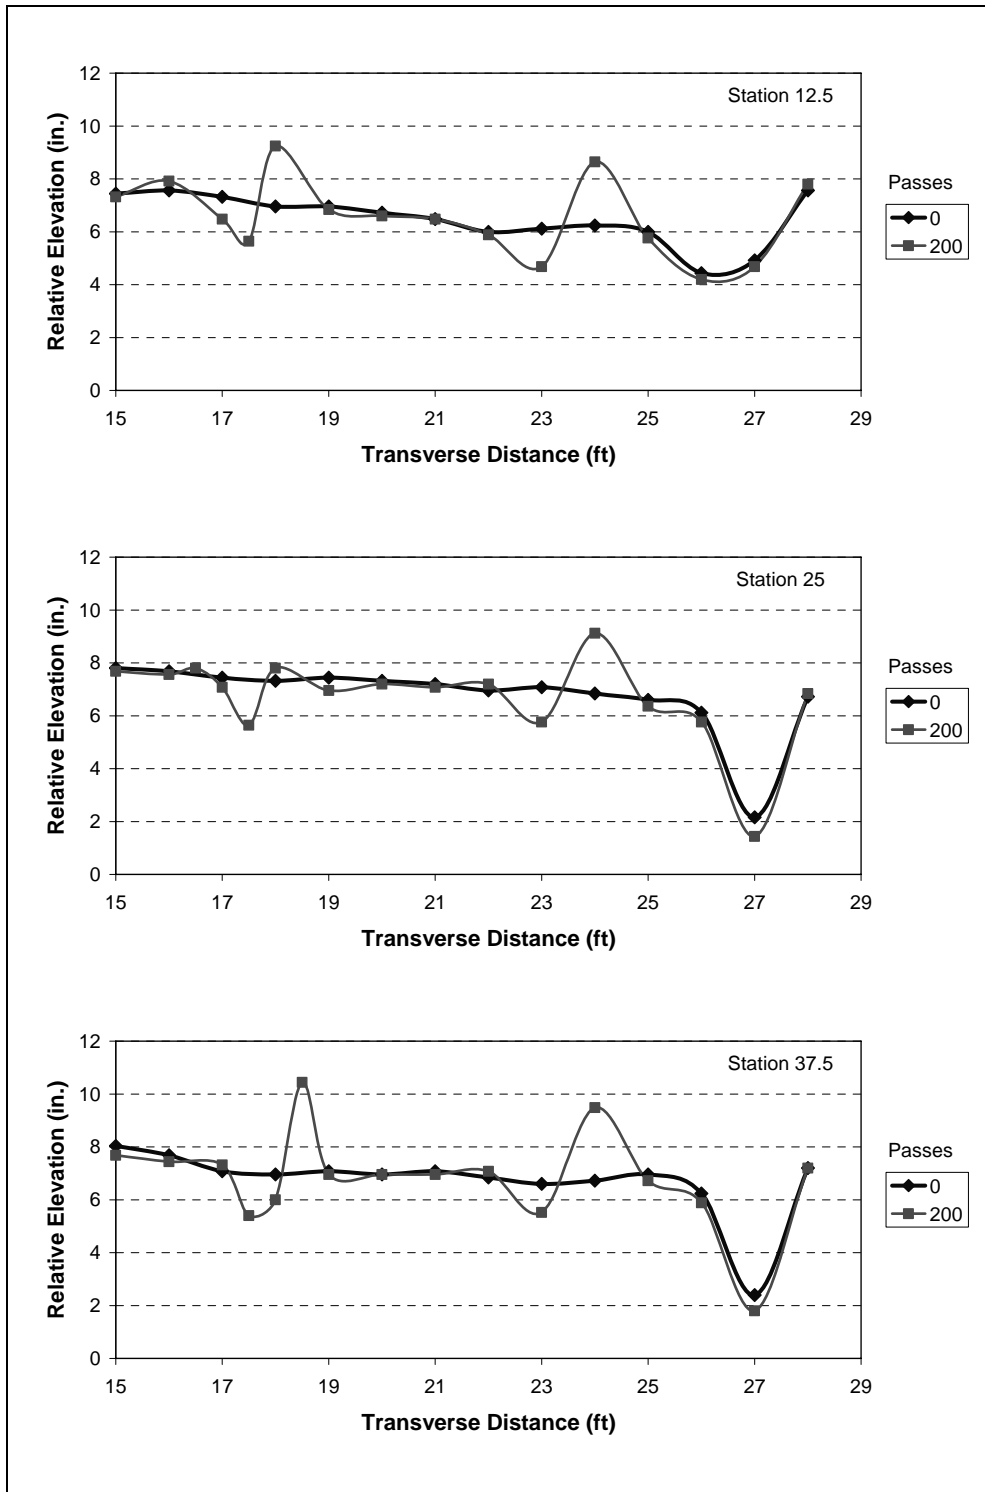 Station 12.5
Relative Elevation (in.)
12
10
8
6
4
2
0
15 17 19 21 23 25 27 29
Transverse Distance (ft)
Passes
0
200
Station 25
Relative Elevation (in.)
12
10
8
6
4
2
0
15 17 19 21 23 25 27 29
Transverse Distance (ft)
Passes
0
200
Station 37.5
Relative Elevation (in.)
12
10
8
6
4
2
0
15 17 19 21 23 25 27 29
Transverse Distance (ft)
Passes
0
200